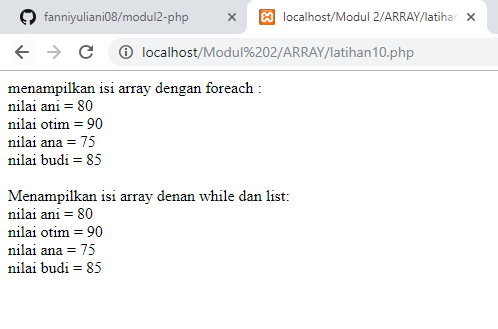 fanniyuliani08/modul2-php
localhost/Modul 2/ARRAY/latihan
localhost/Modul%202/ARRAY/latihan10.php
menampilkan isi array dengan foreach :
nilai ani = 80
nilai otim = 90
nilai ana = 75
nilai budi = 85
Menampilkan isi array denan while dan list:
nilai ani = 80
nilai otim = 90
nilai ana = 75
nilai budi = 85